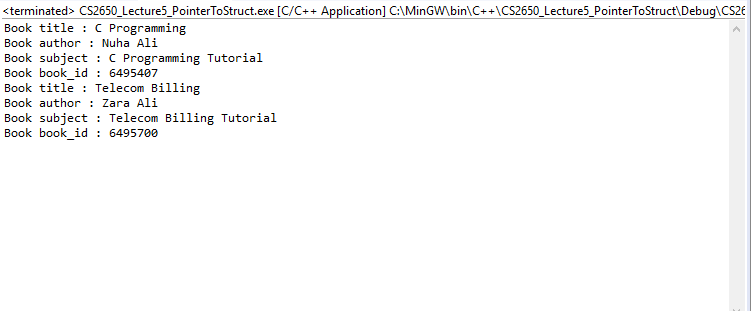 <terminated> CS2650_Lecture5_PointerToStruct.exe [C/C++ Application] C:\MinGW\bin\C++\CS2650_Lecture5_PointerToStruct\Debug\CS26
Book title : C Programming
Book author : Nuha Ali
Book subject : C Programming Tutorial
Book book_id : 6495407
Book title : Telecom Billing
Book author : Zara Ali
Book subject : Telecom Billing Tutorial
Book book_id : 6495700